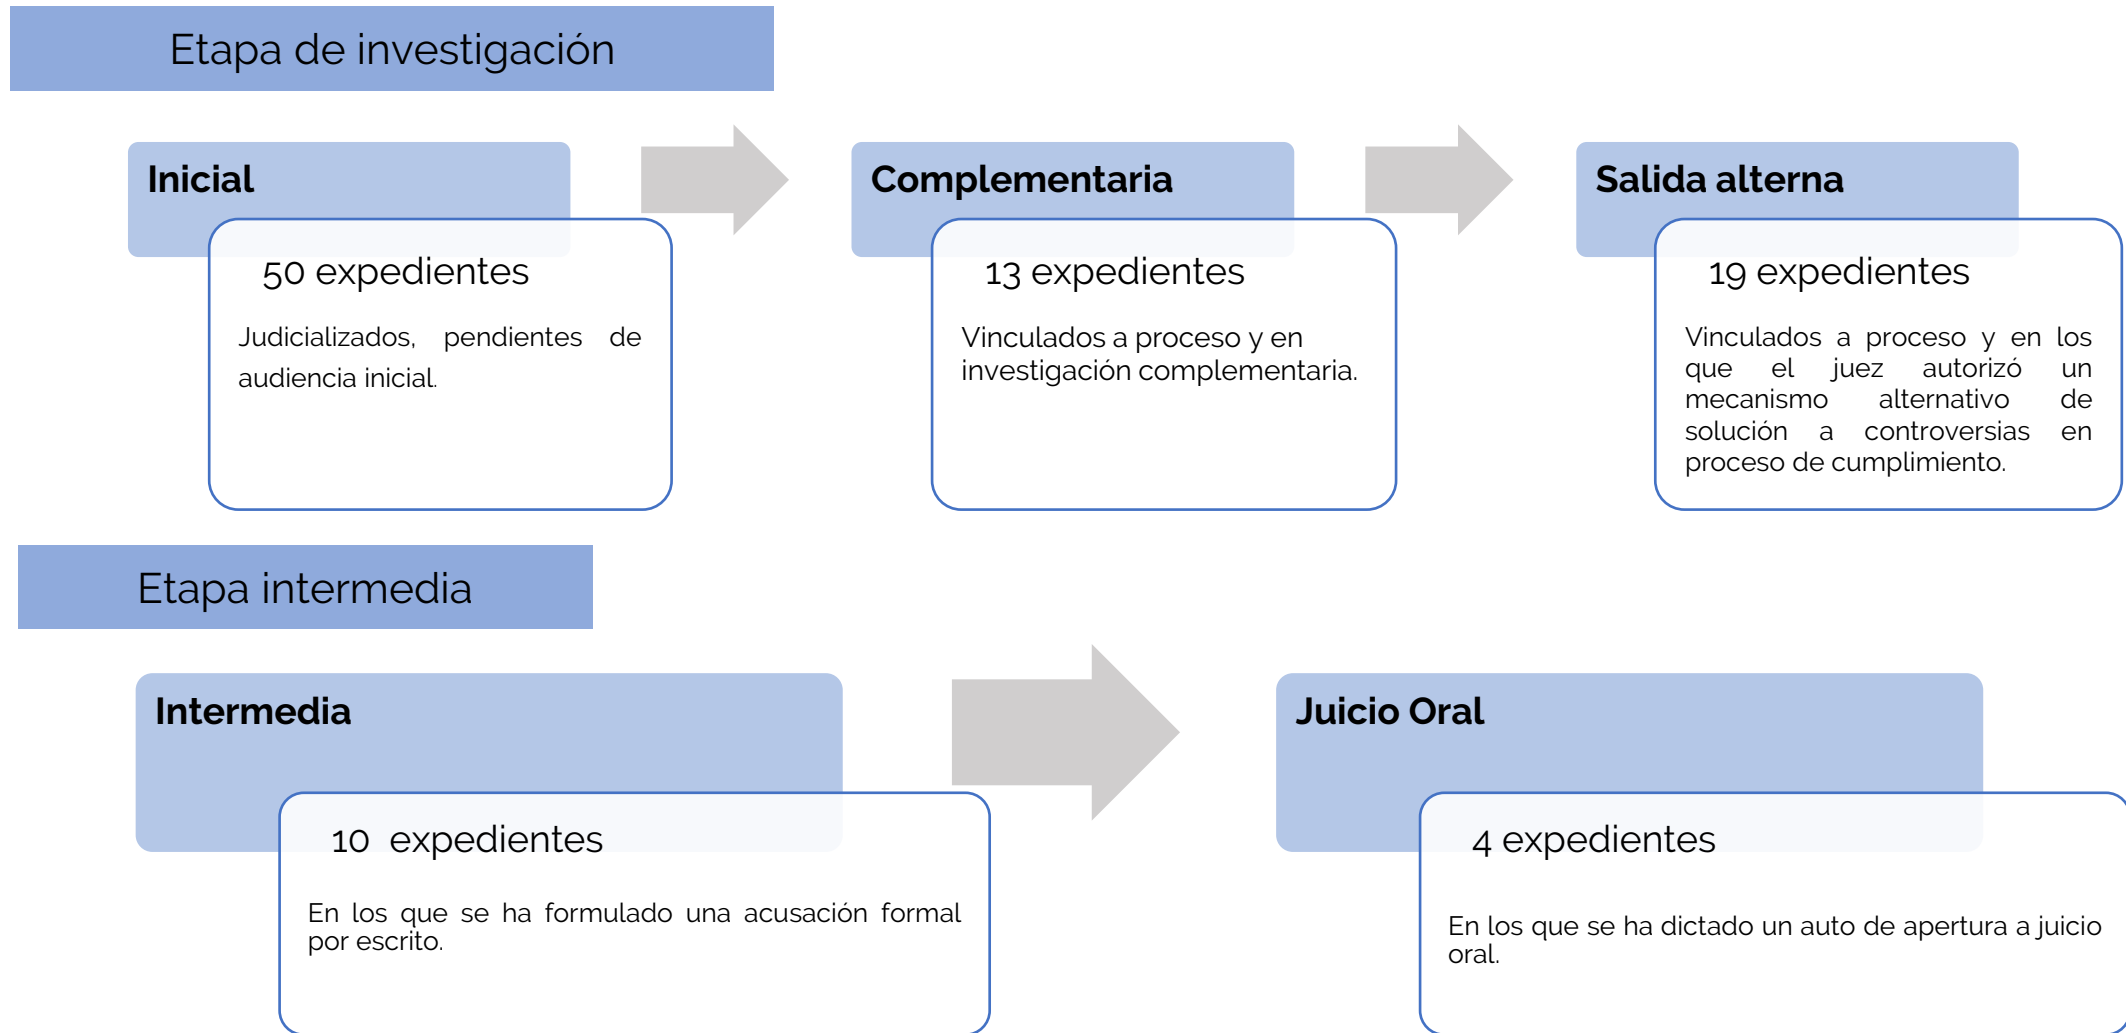 Etapa de investigación
Inicial
50 expedientes
Judicializados, pendientes de
audiencia inicial.
Complementaria
13 expedientes
Vinculados a proceso y en
investigación complementaria.
Salida alterna
19 expedientes
Vinculados a proceso y en los
que el juez autorizó un
mecanismo alternativo de
solución a controversias en
proceso de cumplimiento.
Etapa intermedia
Intermedia
10 expedientes
En los que se ha formulado una acusación formal
por escrito.
Juicio Oral
4 expedientes
En los que se ha dictado un auto de apertura a juicio
oral.